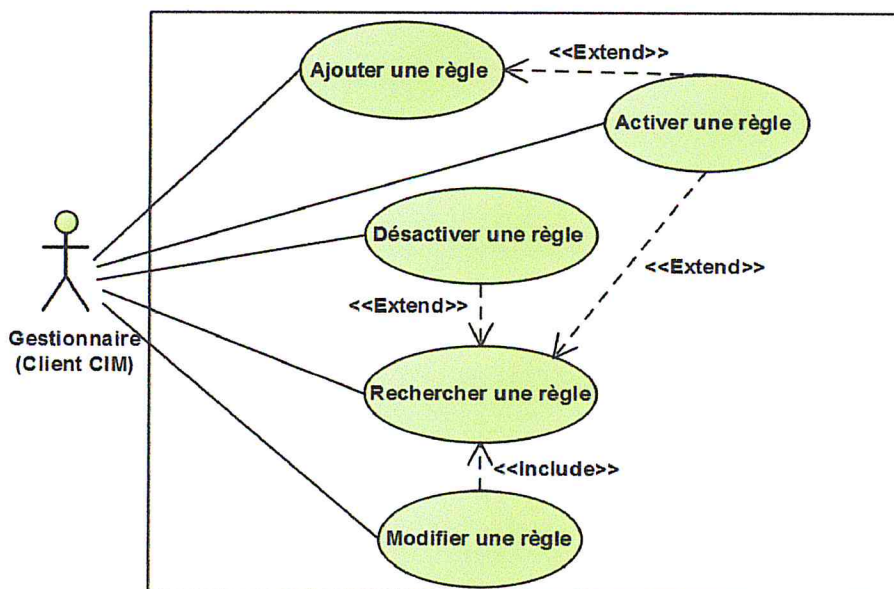 <<Extend>>
Ajouter une règle
Activer une règle
Désactiver une règle
<<Extend>>
<<Extend>>
Gestionnaire
(Client CIM)
Rechercher une règle
<<Include>>
Modifier une règle